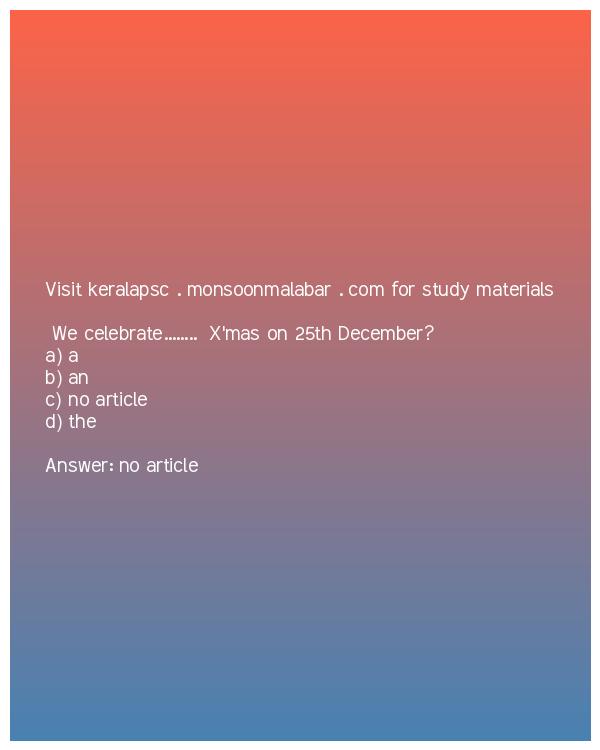 Visit keralapsc . monsoonmalabar . com for study materials
We celebrate........ X'mas on 25th December?
a) a
b) an
c) no article
d) the
Answer: no article